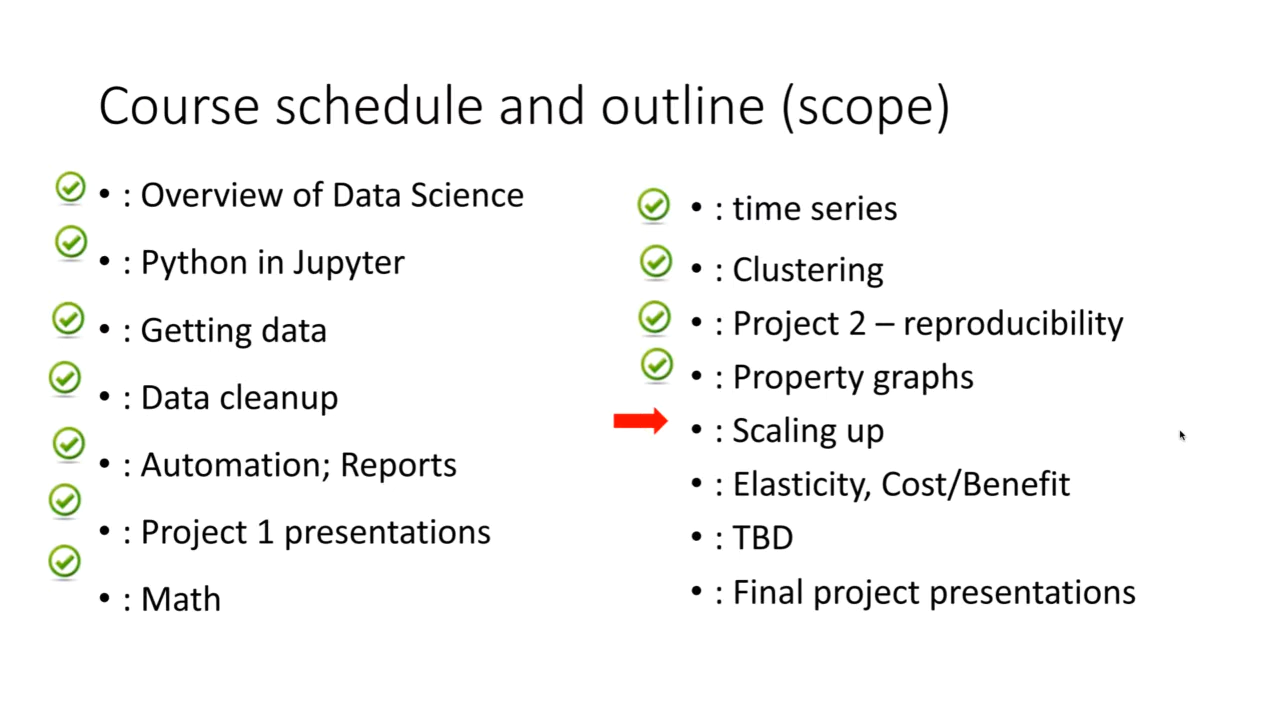 Course schedule and outline (scope)
• : Overview of Data Science
• : Python in Jupyter
• : Getting data
• : Data cleanup
• : Automation; Reports
• : Project 1 presentations
• : Math
• : time series
• : Clustering
• : Project 2 – reproducibility
• : Property graphs
• : Scaling up
• : Elasticity, Cost/Benefit
• : TBD
• : Final project presentations